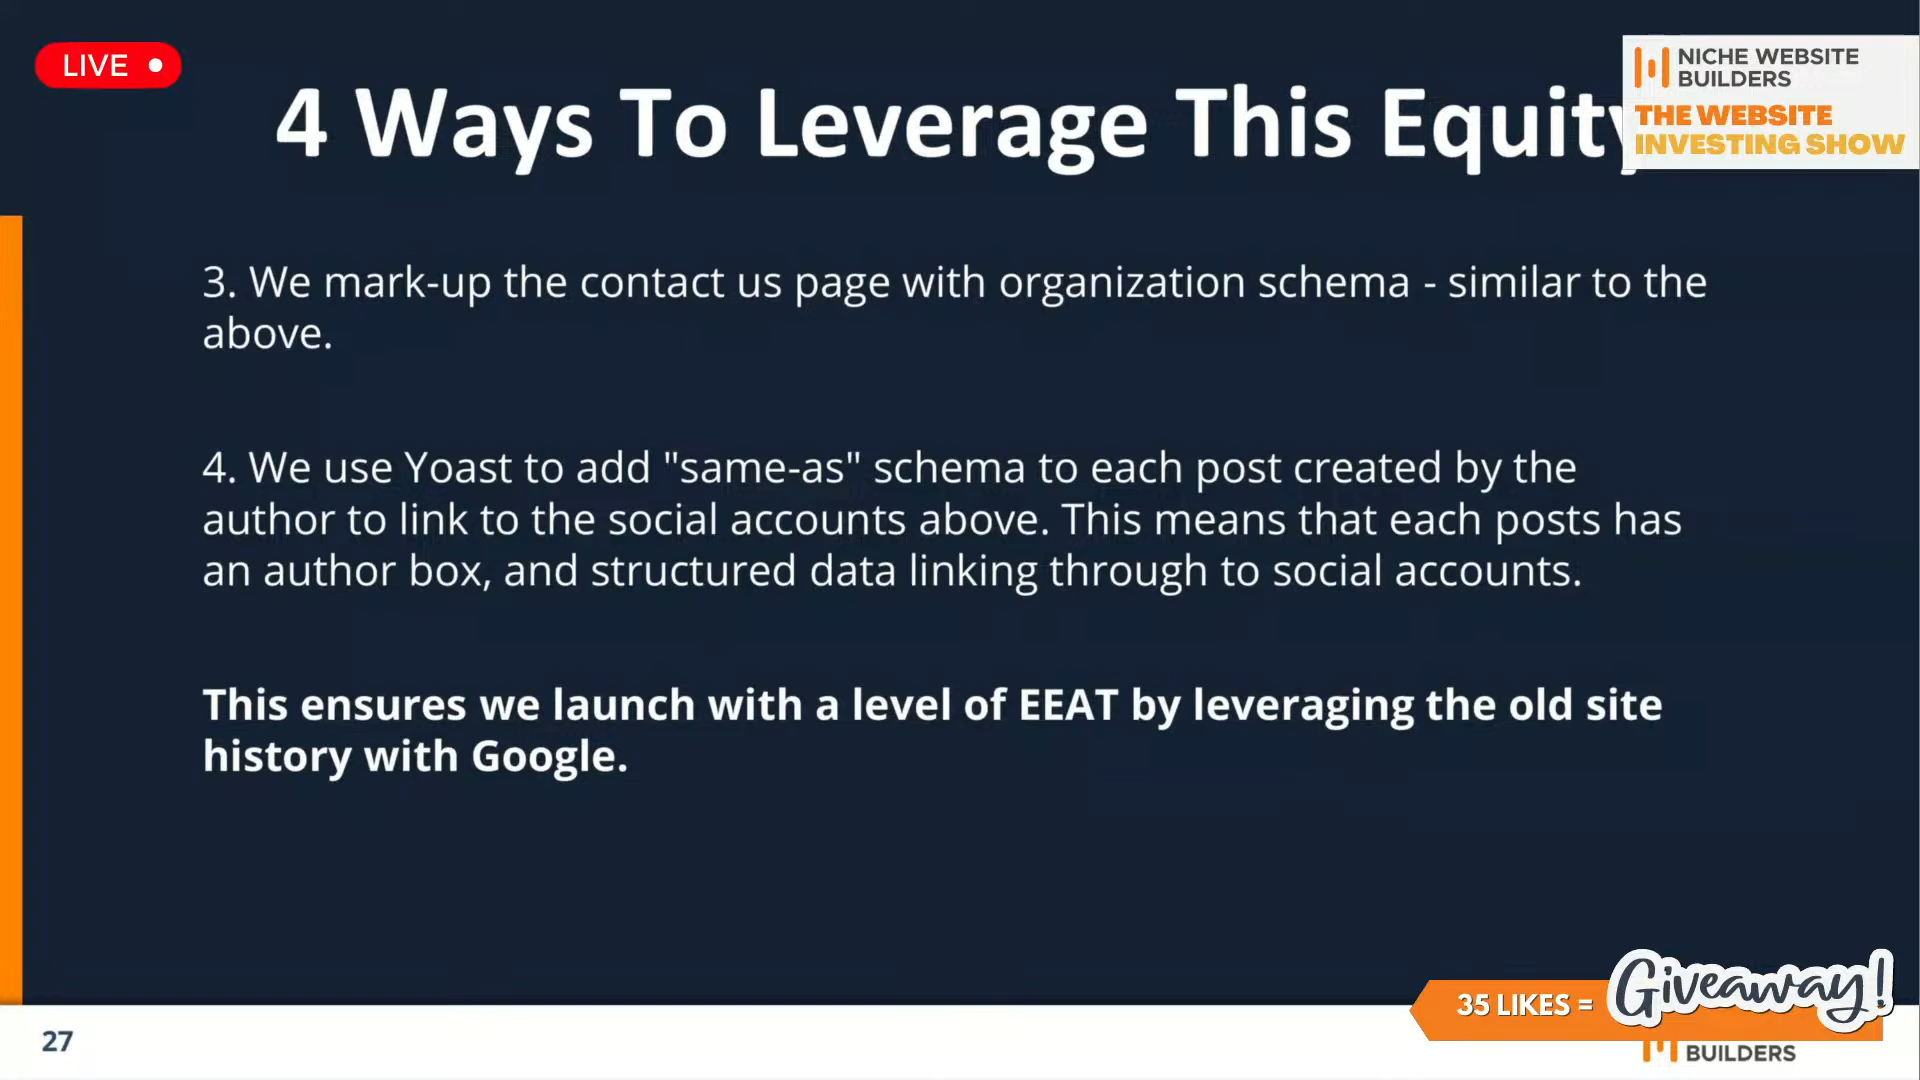 LIVE
NICHE WEBSITE
BUILDERS
THE WEBSITE
INVESTING SHOW
4 Ways To Leverage This Equity
3. We mark-up the contact us page with organization schema - similar to the
above.
4. We use Yoast to add "same-as" schema to each post created by the
author to link to the social accounts above. This means that each posts has
an author box, and structured data linking through to social accounts.
This ensures we launch with a level of EEAT by leveraging the old site
history with Google.
35 LIKES = Giveaway!
27
BUILDERS